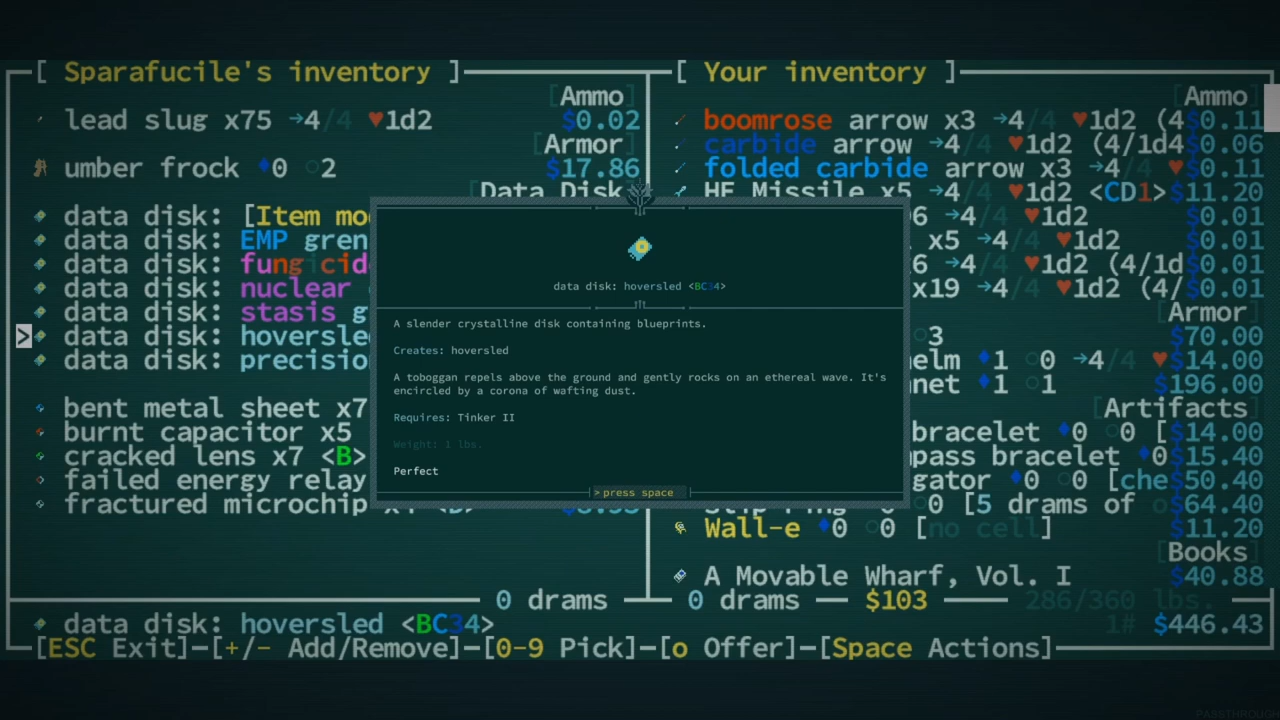 [ Sparafucile's inventory ]
[Ammo]
lead slug x75 →4/4 ♥1d2 $0.02
[Armor]
umber frock ♦0 ○2 $17.86
[Data Disk
data disk: [Item mo
data disk: EMP gren
data disk: fungicid
data disk: nuclear
data disk: stasis g
> data disk: hoversle
data disk: precisio
bent metal sheet x7
burnt capacitor x5
cracked lens x7 <B>
failed energy relay
fractured microchip
0 drams
[ Your inventory ]
[Ammo]
boomrose arrow x3 →4/4 ♥1d2 (4 $0.11
carbide arrow →4/4 ♥1d2 (4/1d4 $0.06
folded carbide arrow x3 →4/4 ♥ $0.11
HE Missile x5 →4/4 ♥1d2 <CD1> $11.20
6 →4/4 ♥1d2 $0.01
x5 →4/4 ♥1d2 $0.01
6 →4/4 ♥1d2 (4/1d $0.01
x19 →4/4 ♥1d2 (4/ $0.01
[Armor]
○3 $70.00
elm ♦1 ○0 →4/4 ♥ $14.00
net ♦1 ○1 $196.00
[Artifacts]
bracelet ♦0 ○0 [ $14.00
pass bracelet ♦0 $15.40
gator ♦0 ○0 [che $50.40
0 [5 drams of $64.40
Wall-e ♦0 ○0 [no cell] $11.20
[Books]
A Movable Wharf, Vol. I $40.88
0 drams — $103 286/360 lbs.
data disk: hoversled <BC34> 1# $446.43
[ESC Exit]—[+/- Add/Remove]—[0-9 Pick]—[o Offer]—[Space Actions]
data disk: hoversled <BC34>
A slender crystalline disk containing blueprints.
Creates: hoversled
A toboggan repels above the ground and gently rocks on an ethereal wave. It's
encircled by a corona of wafting dust.
Requires: Tinker II
Weight: 1 lbs.
Perfect
> press space